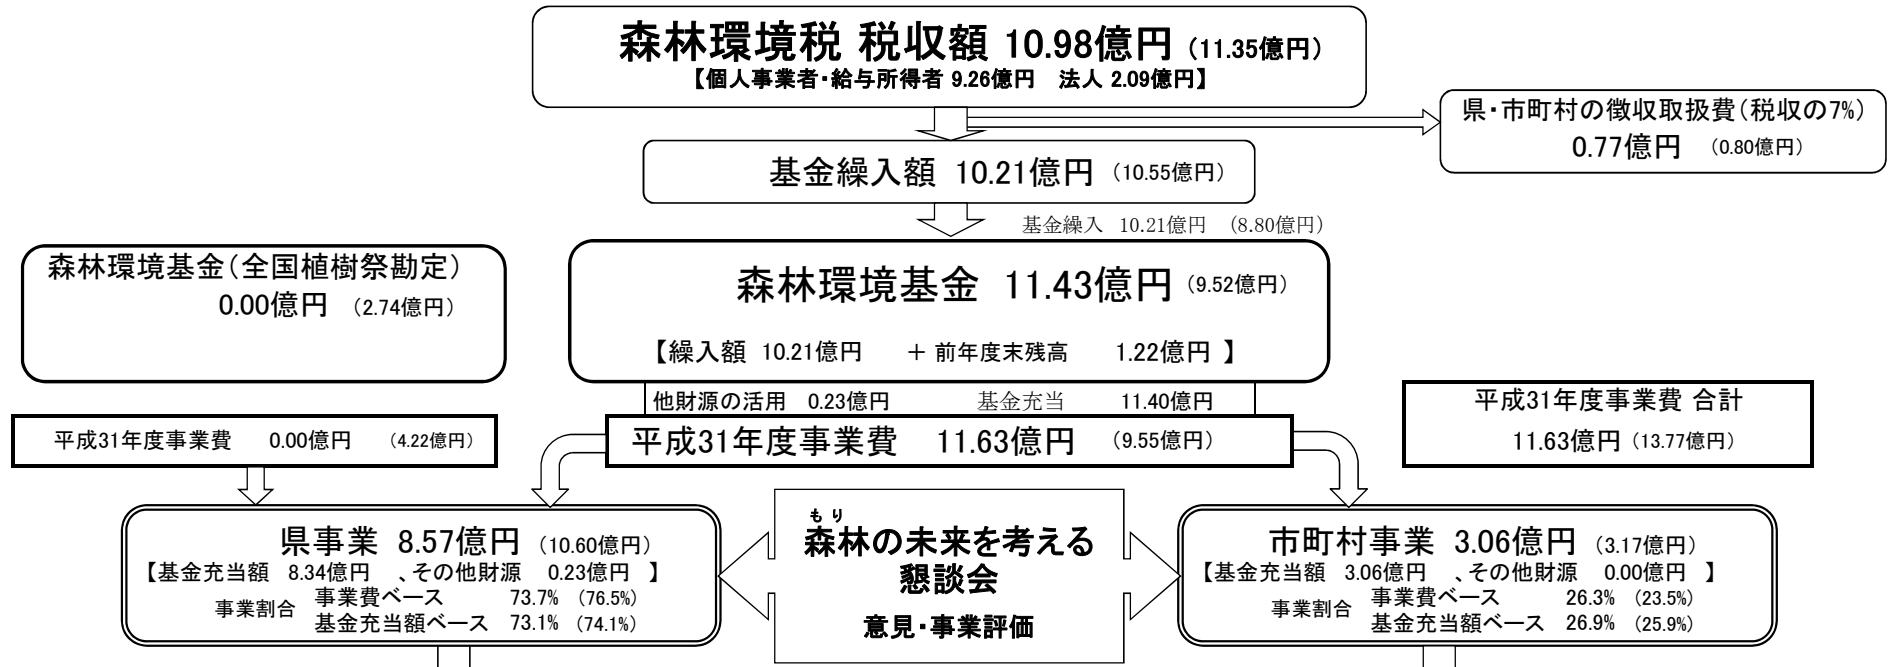 森林環境税 税収額 10.98億円 (11.35億円)
【個人事業者・給与所得者 9.26億円 法人 2.09億円】
県・市町村の徴収取扱費(税収の7%)
0.77億円 (0.80億円)
基金繰入額 10.21億円 (10.55億円)
基金繰入 10.21億円 (8.80億円)
森林環境基金(全国植樹祭勘定)
0.00億円 (2.74億円)
森林環境基金 11.43億円 (9.52億円)
【繰入額 10.21億円 + 前年度末残高 1.22億円 】
他財源の活用 0.23億円 基金充当 11.40億円
平成31年度事業費 合計
11.63億円 (13.77億円)
平成31年度事業費 0.00億円 (4.22億円)
平成31年度事業費 11.63億円 (9.55億円)
県事業 8.57億円 (10.60億円)
【基金充当額 8.34億円 、その他財源 0.23億円 】
事業割合 事業費ベース 73.7% (76.5%)
基金充当額ベース 73.1% (74.1%)
もり
森林の未来を考える
懇談会
意見・事業評価
市町村事業 3.06億円 (3.17億円)
【基金充当額 3.06億円 、その他財源 0.00億円 】
事業割合 事業費ベース 26.3% (23.5%)
基金充当額ベース 26.9% (25.9%)